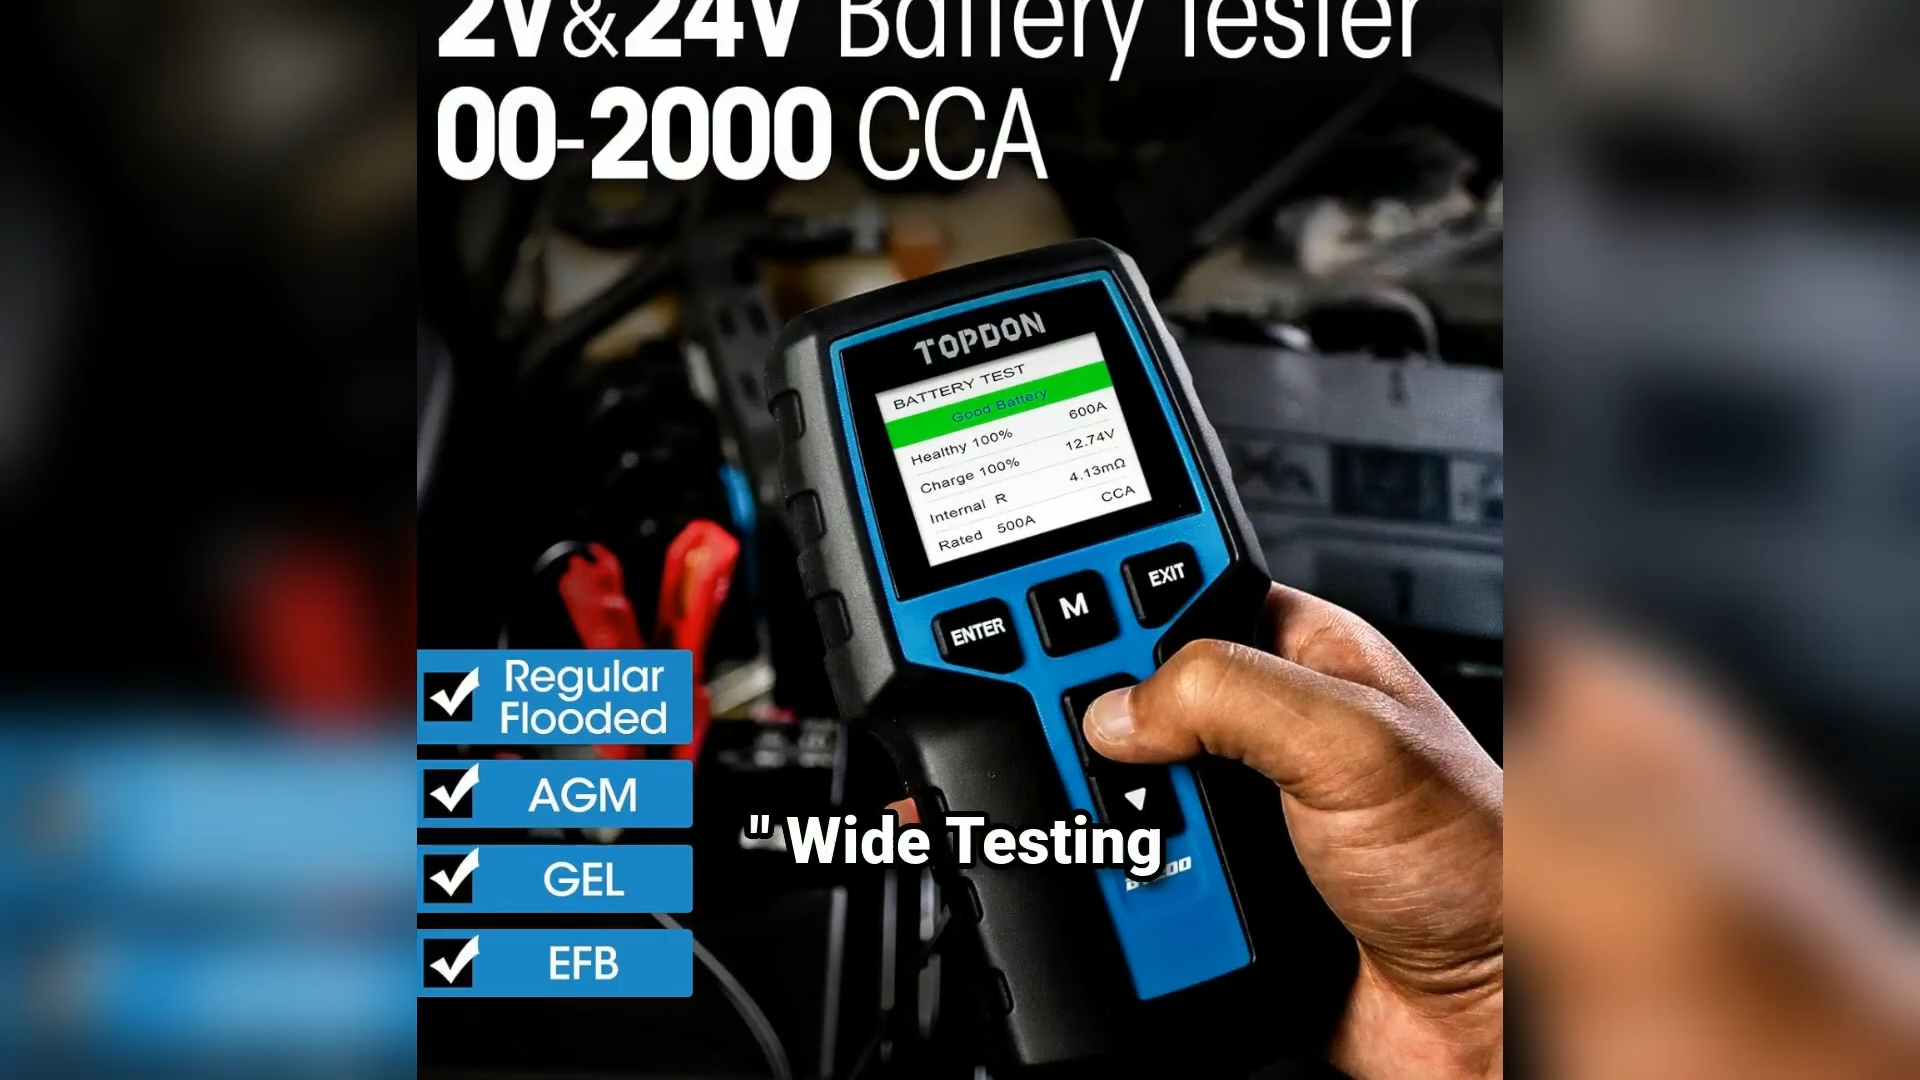 2V&24V Battery Tester
00-2000 CCA
TOPDON
BATTERY TEST
Good Battery
Healthy 100% 600A
Charge 100% 12.74V
Internal R 4.13mΩ
Rated 500A CCA
ENTER M EXIT
Regular
Flooded
AGM
GEL
EFB
" Wide Testing